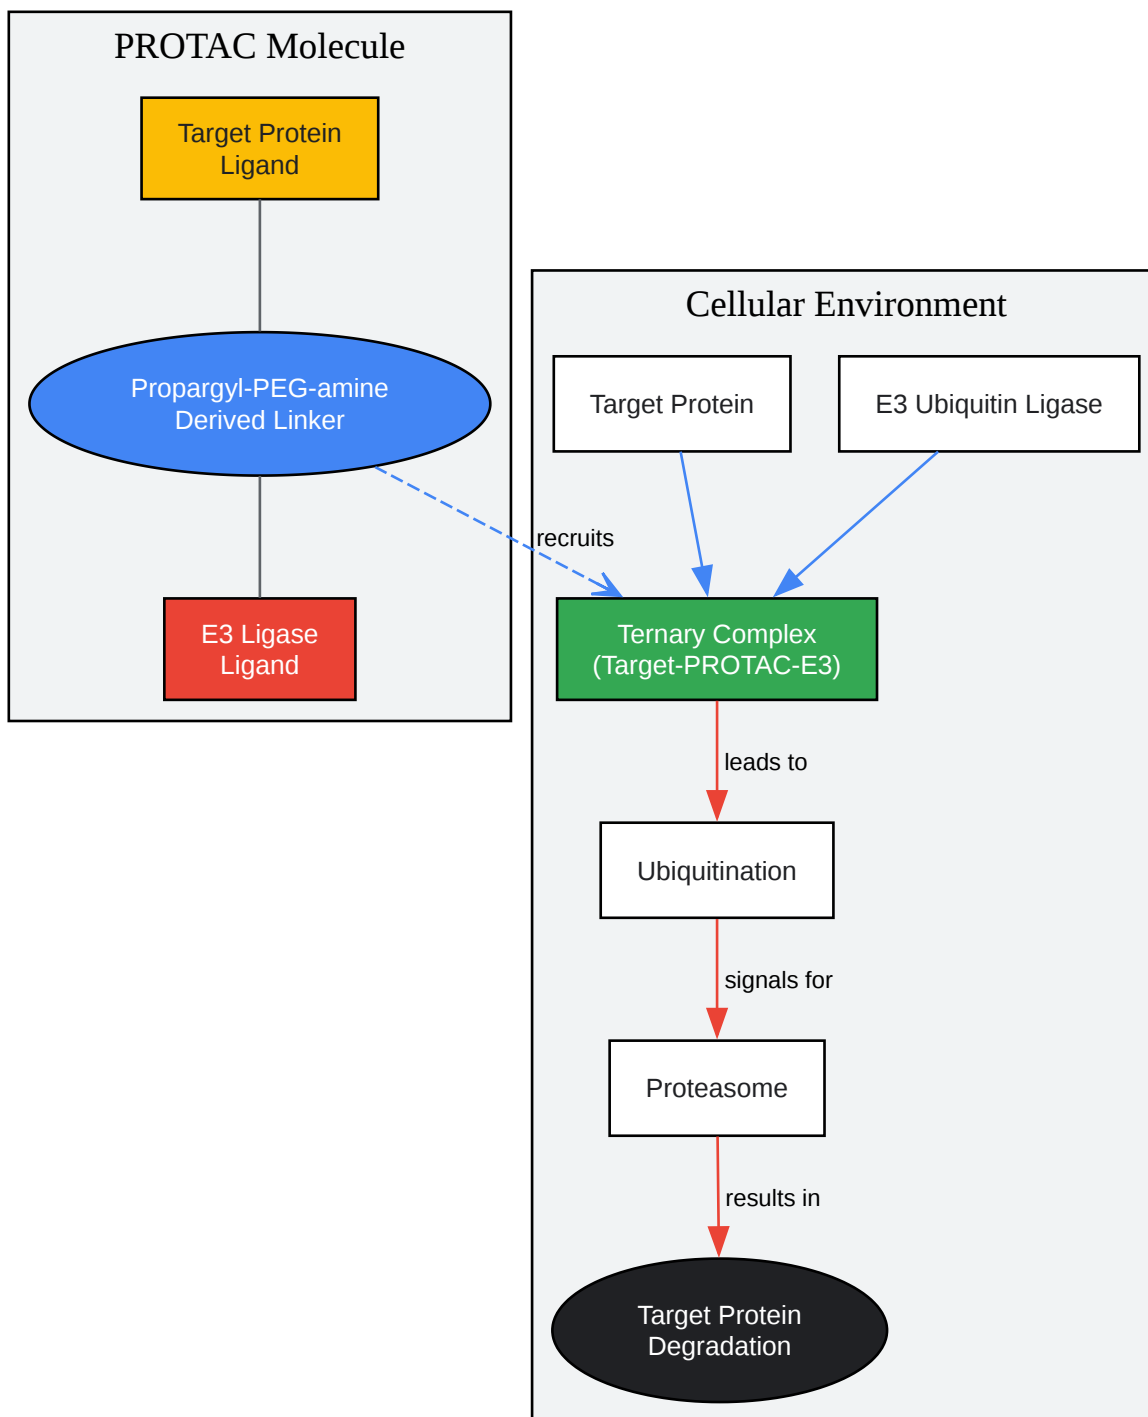 PROTAC Molecule
Target Protein
Ligand
Propargyl-PEG-amine
Derived Linker
E3 Ligase
Ligand
Cellular Environment
Target Protein
E3 Ubiquitin Ligase
recruits
Ternary Complex
(Target-PROTAC-E3)
leads to
Ubiquitination
signals for
Proteasome
results in
Target Protein
Degradation